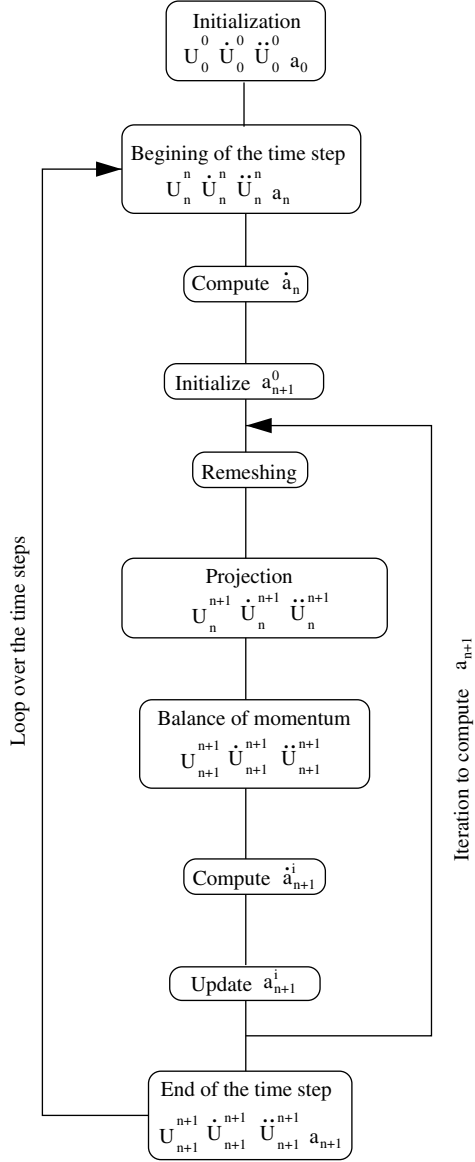 Initialization
U₀⁰ U̇₀⁰ Ü₀⁰ a₀
Begining of the time step
Uₙⁿ U̇ₙⁿ Üₙⁿ aₙ
Compute ȧₙ
Initialize aₙ₊₁⁰
Remeshing
Projection
Uₙⁿ⁺¹ U̇ₙⁿ⁺¹ Üₙⁿ⁺¹
Balance of momentum
Uₙ₊₁ⁿ⁺¹ U̇ₙ₊₁ⁿ⁺¹ Üₙ₊₁ⁿ⁺¹
Compute ȧₙ₊₁ⁱ
Update aₙ₊₁ⁱ
End of the time step
Uₙ₊₁ⁿ⁺¹ U̇ₙ₊₁ⁿ⁺¹ Üₙ₊₁ⁿ⁺¹ aₙ₊₁
Loop over the time steps
Iteration to compute aₙ₊₁